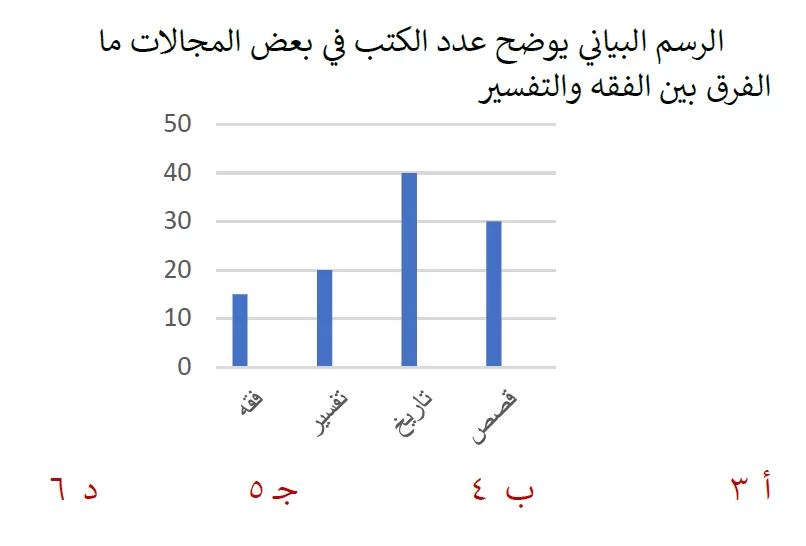 الرسم البياني يوضح عدد الكتب في بعض المجالات ما
الفرق بين الفقه والتفسير
50
40
30
20
10
0
فقه
تفسير
تاريخ
قصص
أ ٣
ب ٤
جـ ٥
د ٦